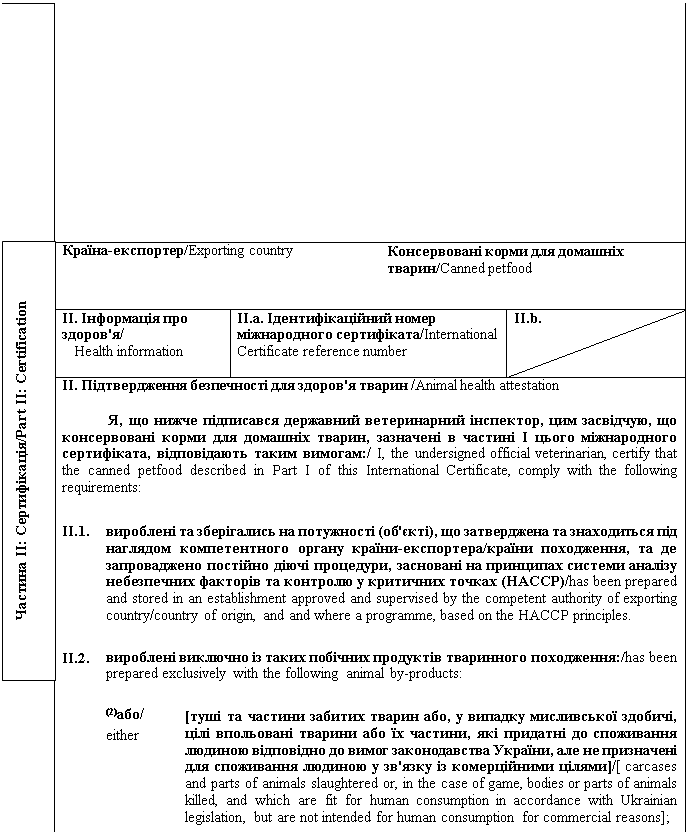 Частина II: Сертифікація/Part II: Certification
Країна-експортер/Exporting country
Консервовані корми для домашніх
тварин/Canned petfood
II. Інформація про
здоров'я/
Health information
II.a. Ідентифікаційний номер
міжнародного сертифіката/International
Certificate reference number
II.b.
II. Підтвердження безпечності для здоров'я тварин /Animal health attestation
Я, що нижче підписався державний ветеринарний інспектор, цим засвідчую, що
консервовані корми для домашніх тварин, зазначені в частині I цього міжнародного
сертифіката, відповідають таким вимогам:/ I, the undersigned official veterinarian, certify that
the canned petfood described in Part I of this International Certificate, comply with the following
requirements:
II.1. вироблені та зберігались на потужності (об'єкті), що затверджена та знаходиться під
наглядом компетентного органу країни-експортера/країни походження, та де
запроваджено постійно діючі процедури, засновані на принципах системи аналізу
небезпечних факторів та контролю у критичних точках (НАССР)/has been prepared
and stored in an establishment approved and supervised by the competent authority of exporting
country/country of origin, and and where a programme, based on the HACCP principles.
II.2. вироблені виключно із таких побічних продуктів тваринного походження:/has been
prepared exclusively with the following animal by-products:
(2)або/
either
[туші та частини забитих тварин або, у випадку мисливської здобичі,
цілі впольовані тварини або їх частини, які придатні до споживання
людиною відповідно до вимог законодавства України, але не призначені
для споживання людиною у зв'язку із комерційними цілями]/[ carcases
and parts of animals slaughtered or, in the case of game, bodies or parts of animals
killed, and which are fit for human consumption in accordance with Ukrainian
legislation, but are not intended for human consumption for commercial reasons];